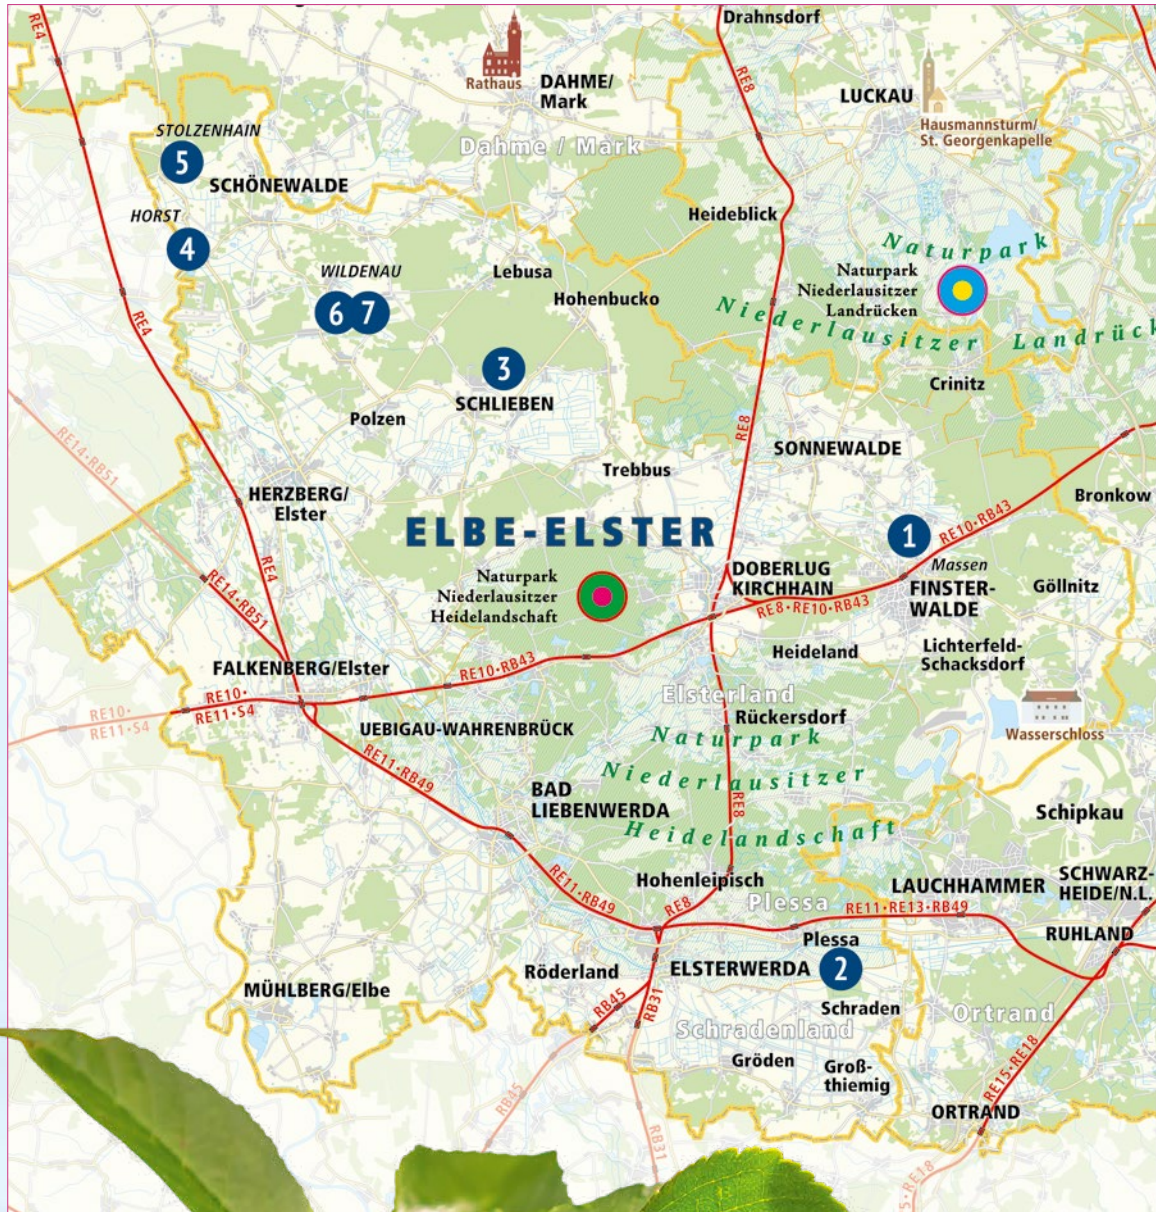 RE4
Drahnsdorf
Rathaus
DAHME/
Mark
RE8
LUCKAU
Hausmannsturm/
St. Georgenkapelle
STOLZENHAIN
5
Dahme / Mark
SCHÖNEWALDE
HORST
4
Heideblick
Naturpark
WILDENAU
6 7
Lebusa
Hohenbucko
Naturpark
Niederlausitzer
Landrücken
Niederlausitzer Landrück
RE4
3
SCHLIEBEN
Crinitz
Polzen
RE8
SONNEWALDE
RE14•RB51
Trebbus
HERZBERG/
Elster
Bronkow
ELBE-ELSTER
1
RE10•RB43
RE4
Naturpark
Niederlausitzer
Heidelandschaft
DOBERLUG
KIRCHHAIN
Massen
FINSTER-
WALDE
Göllnitz
RE14•RB51
RE8•RE10•RB43
Heideland
Lichterfeld-
Schacksdorf
FALKENBERG/Elster
RE10•RB43
Elsterland
RE10•
RE11•S4
RE10•
RE11•S4
Rückersdorf
Wasserschloss
UEBIGAU-WAHRENBRÜCK
Naturpark
RE11•RB49
Niederlausitzer
BAD
LIEBENWERDA
RE8
Schipkau
Heidelandschaft
Hohenleipisch
LAUCHHAMMER
SCHWARZ-
HEIDE/N.L.
RE11•RB49
RE8
Plessa
RE11•RE13•RB49
Plessa
RUHLAND
Röderland
ELSTERWERDA
2
MÜHLBERG/Elbe
RB45
RB31
Schraden
Schradenland
Ortrand
Gröden
Groß-
thiemig
RE15•RE18
RB45
ORTRAND
RB31
5•RE18